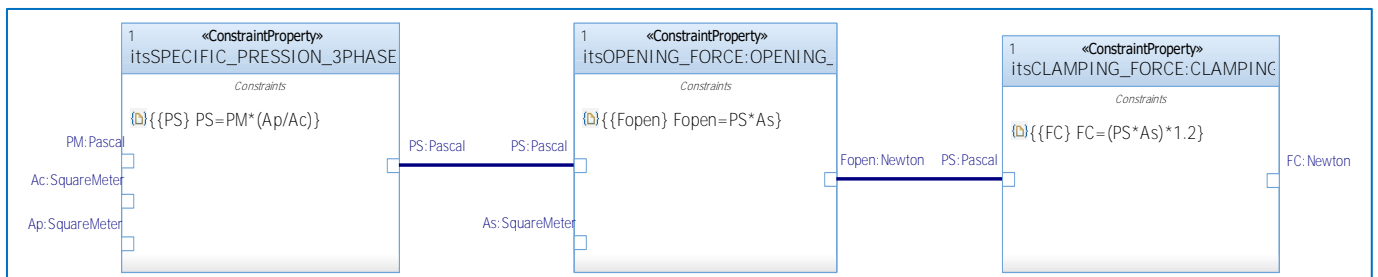 1 «ConstraintProperty»
itsSPECIFIC_PRESSION_3PHASE
Constraints
{{PS} PS=PM*(Ap/Ac)}
PM:Pascal
Ac:SquareMeter
Ap:SquareMeter
PS:Pascal
1 «ConstraintProperty»
itsOPENING_FORCE:OPENING_
Constraints
{{Fopen} Fopen=PS*As}
PS:Pascal
As:SquareMeter
Fopen:Newton
1 «ConstraintProperty»
itsCLAMPING_FORCE:CLAMPING
Constraints
{{FC} FC=(PS*As)*1.2}
PS:Pascal
FC:Newton